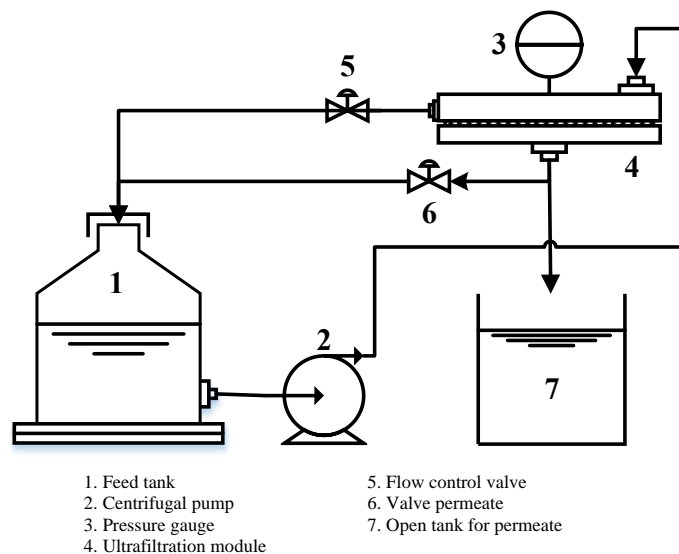 3
5
4
6
1
2
7
1. Feed tank
2. Centrifugal pump
3. Pressure gauge
4. Ultrafiltration module
5. Flow control valve
6. Valve permeate
7. Open tank for permeate